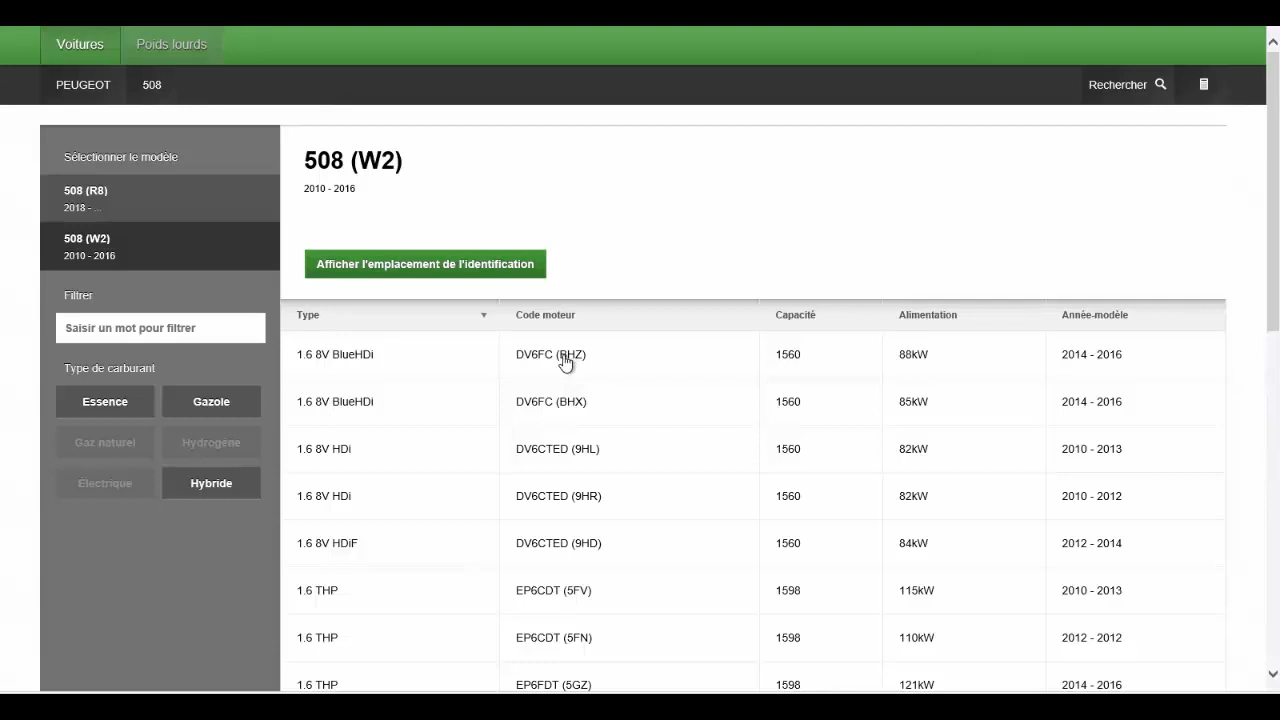 Voitures Poids lourds
PEUGEOT 508 Rechercher
Sélectionner le modèle
508 (R8)
2018 - ...
508 (W2)
2010 - 2016
Filtrer
Saisir un mot pour filtrer
Type de carburant
Essence Gazole
Gaz naturel Hydrogène
Électrique Hybride
508 (W2)
2010 - 2016
Afficher l'emplacement de l'identification
Type Code moteur Capacité Alimentation Année-modèle
1.6 8V BlueHDi DV6FC (BHZ) 1560 88kW 2014 - 2016
1.6 8V BlueHDi DV6FC (BHX) 1560 85kW 2014 - 2016
1.6 8V HDi DV6CTED (9HL) 1560 82kW 2010 - 2013
1.6 8V HDi DV6CTED (9HR) 1560 82kW 2010 - 2012
1.6 8V HDiF DV6CTED (9HD) 1560 84kW 2012 - 2014
1.6 THP EP6CDT (5FV) 1598 115kW 2010 - 2013
1.6 THP EP6CDT (5FN) 1598 110kW 2012 - 2012
1.6 THP EP6FDT (5GZ) 1598 121kW 2014 - 2016